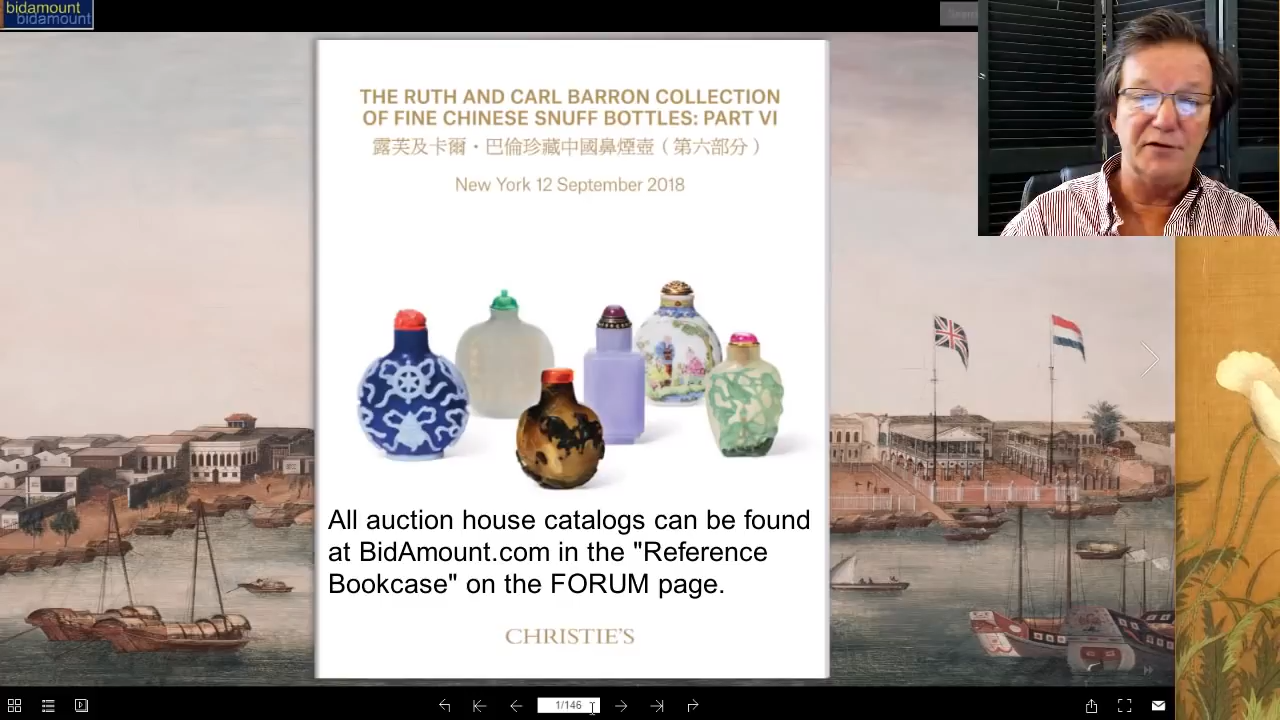 bidamount
bidamount
THE RUTH AND CARL BARRON COLLECTION
OF FINE CHINESE SNUFF BOTTLES: PART VI
露芙及卡爾・巴倫珍藏中國鼻煙壺（第六部分）
New York 12 September 2018
All auction house catalogs can be found
at BidAmount.com in the "Reference
Bookcase" on the FORUM page.
CHRISTIE'S
1/146